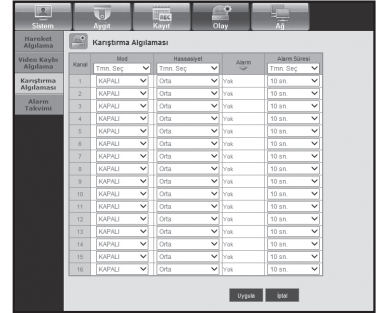 Sistem Aygıt Kayıt Olay Ağ
Hareket Algılama
Video Kaybı Algılama
Karıştırma Algılaması
Alarm Takvimi
Karıştırma Algılaması
Kanal Mod Hassasiyet Alarm Alarm Süresi
Tmn. Seç Tmn. Seç Tmn. Seç
1 KAPALI Orta Yok 10 sn.
2 KAPALI Orta Yok 10 sn.
3 KAPALI Orta Yok 10 sn.
4 KAPALI Orta Yok 10 sn.
5 KAPALI Orta Yok 10 sn.
6 KAPALI Orta Yok 10 sn.
7 KAPALI Orta Yok 10 sn.
8 KAPALI Orta Yok 10 sn.
9 KAPALI Orta Yok 10 sn.
10 KAPALI Orta Yok 10 sn.
11 KAPALI Orta Yok 10 sn.
12 KAPALI Orta Yok 10 sn.
13 KAPALI Orta Yok 10 sn.
14 KAPALI Orta Yok 10 sn.
15 KAPALI Orta Yok 10 sn.
16 KAPALI Orta Yok 10 sn.
Uygula İptal